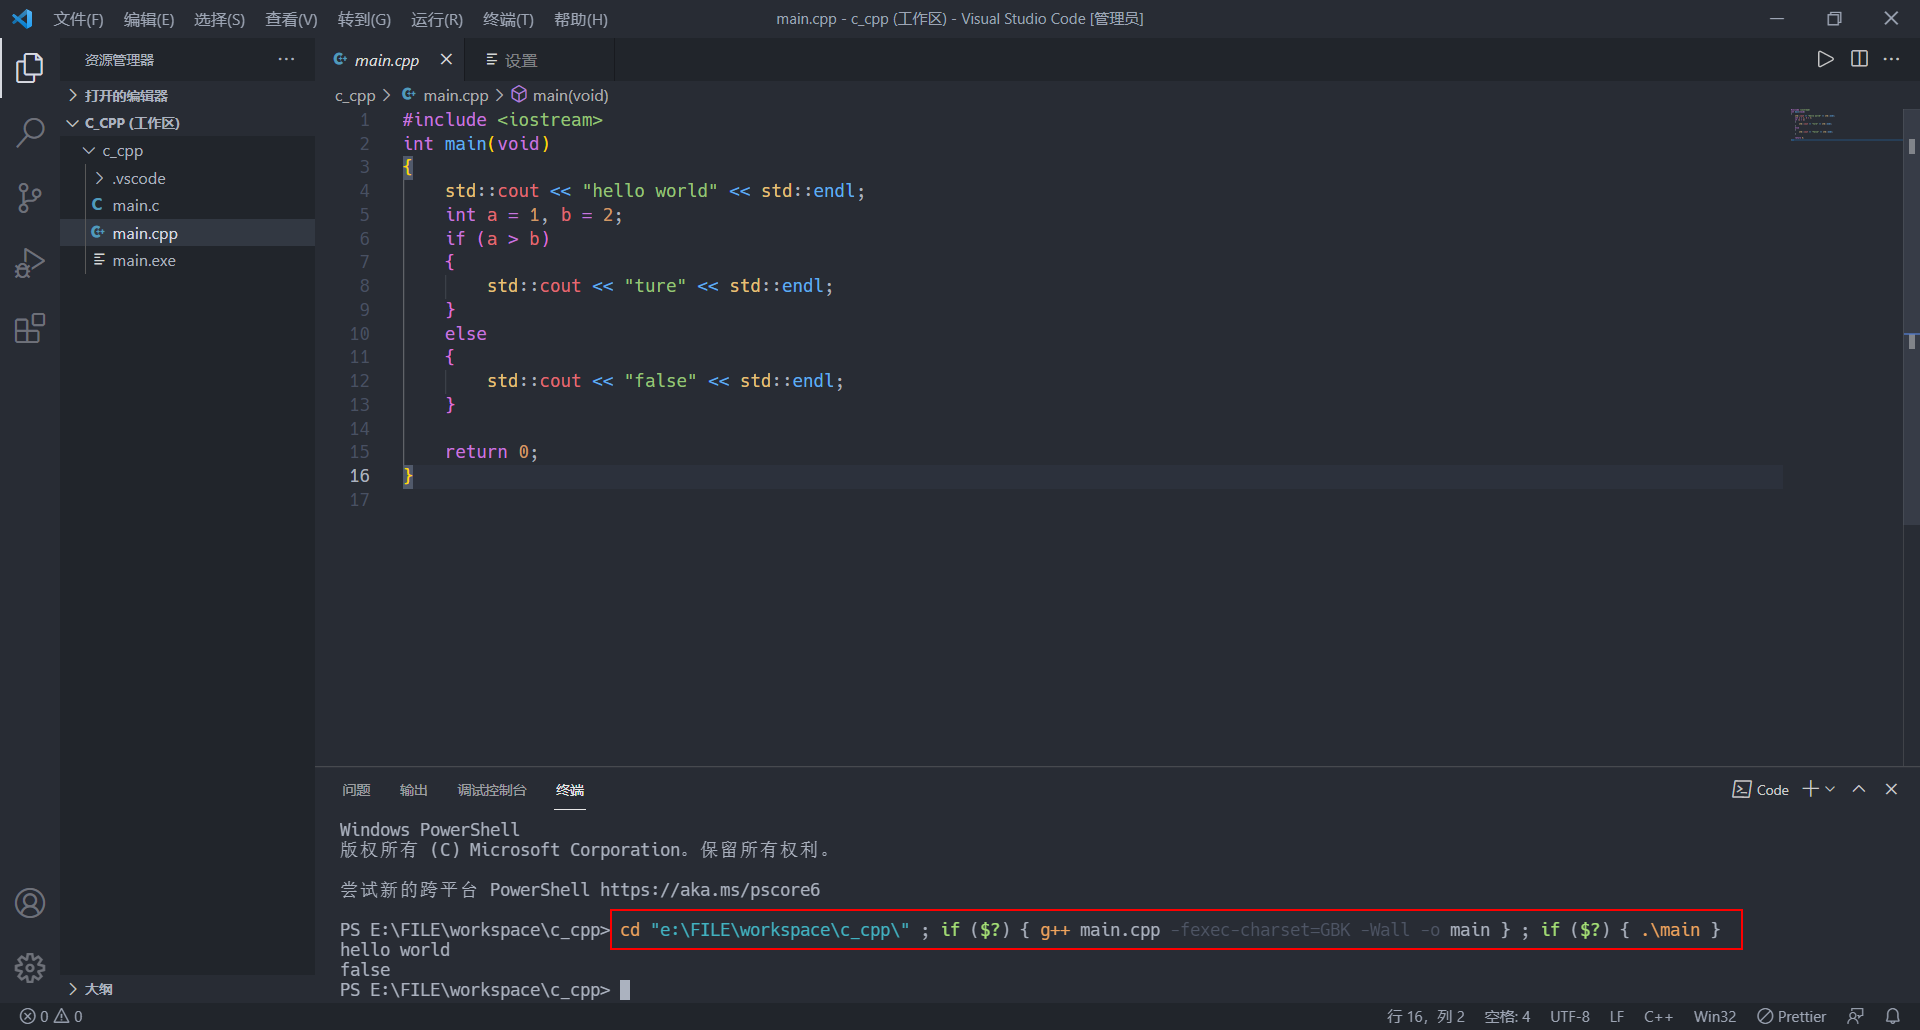 文件(F) 编辑(E) 选择(S) 查看(V) 转到(G) 运行(R) 终端(T) 帮助(H) main.cpp - c_cpp (工作区) - Visual Studio Code [管理员]
资源管理器
打开的编辑器
C_CPP (工作区)
c_cpp
.vscode
C main.c
main.cpp
main.exe
大纲
main.cpp 设置
c_cpp > main.cpp > main(void)
1 #include <iostream>
2 int main(void)
3 {
4 std::cout << "hello world" << std::endl;
5 int a = 1, b = 2;
6 if (a > b)
7 {
8 std::cout << "ture" << std::endl;
9 }
10 else
11 {
12 std::cout << "false" << std::endl;
13 }
14
15 return 0;
16 }
17
问题 输出 调试控制台 终端 Code
Windows PowerShell
版权所有 (C) Microsoft Corporation。保留所有权利。
尝试新的跨平台 PowerShell https://aka.ms/pscore6
PS E:\FILE\workspace\c_cpp> cd "e:\FILE\workspace\c_cpp\" ; if ($?) { g++ main.cpp -fexec-charset=GBK -Wall -o main } ; if ($?) { .\main }
hello world
false
PS E:\FILE\workspace\c_cpp>
0 0 行 16, 列 2 空格: 4 UTF-8 LF C++ Win32 Prettier